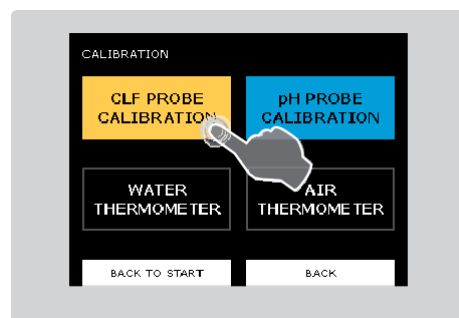 CALIBRATION
CLF PROBE
CALIBRATION
pH PROBE
CALIBRATION
WATER
THERMOMETER
AIR
THERMOMETER
BACK TO START
BACK